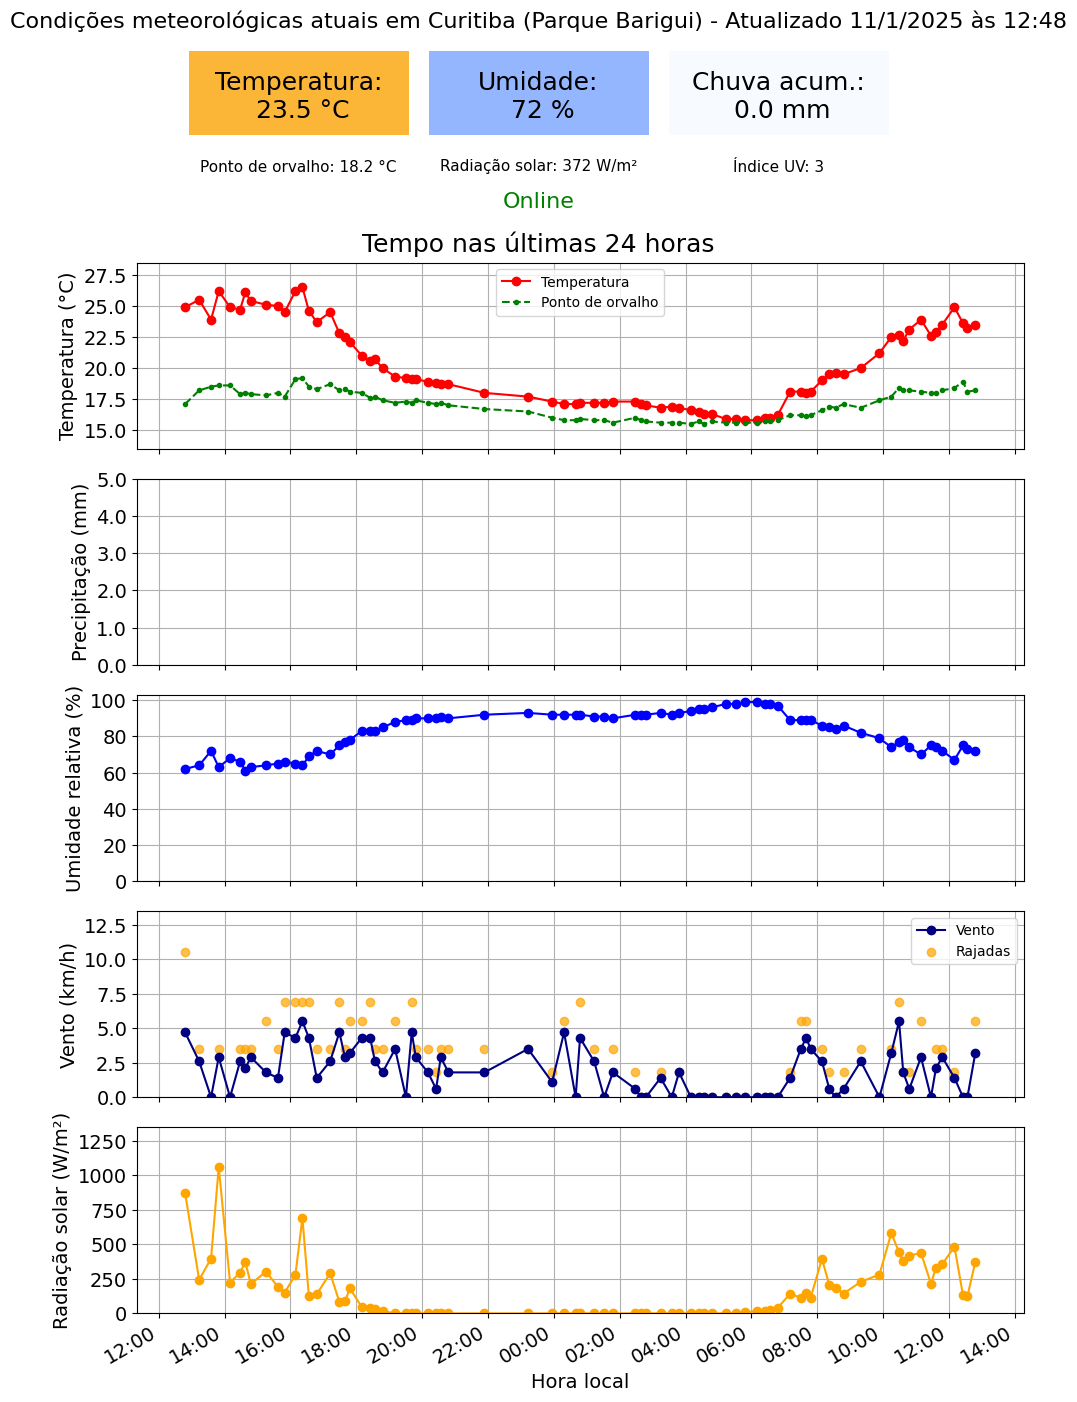 Condições meteorológicas atuais em Curitiba (Parque Barigui) - Atualizado 11/1/2025 às 12:48
Temperatura:
23.5 °C
Umidade:
72 %
Chuva acum.:
0.0 mm
Ponto de orvalho: 18.2 °C
Radiação solar: 372 W/m²
Índice UV: 3
Online
Tempo nas últimas 24 horas
Temperatura (°C)
27.5
25.0
22.5
20.0
17.5
15.0
Temperatura
Ponto de orvalho
Precipitação (mm)
5.0
4.0
3.0
2.0
1.0
0.0
Umidade relativa (%)
100
80
60
40
20
0
Vento (km/h)
12.5
10.0
7.5
5.0
2.5
0.0
Vento
Rajadas
Radiação solar (W/m²)
1250
1000
750
500
250
0
12:00
14:00
16:00
18:00
20:00
22:00
00:00
02:00
04:00
06:00
08:00
10:00
12:00
14:00
Hora local